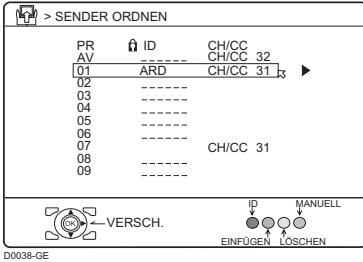 > SENDER ORDNEN
PR ID CH/CC
AV _ _ _ _ _ _ CH/CC 32
01 ARD CH/CC 31
02 _ _ _ _ _ _
03 _ _ _ _ _ _
04 _ _ _ _ _ _
05 _ _ _ _ _ _
06 _ _ _ _ _ _
07 CH/CC 31
08 _ _ _ _ _ _
09 _ _ _ _ _ _
ID MANUELL
OK VERSCH.
EINFÜGEN LÖSCHEN
D0038-GE